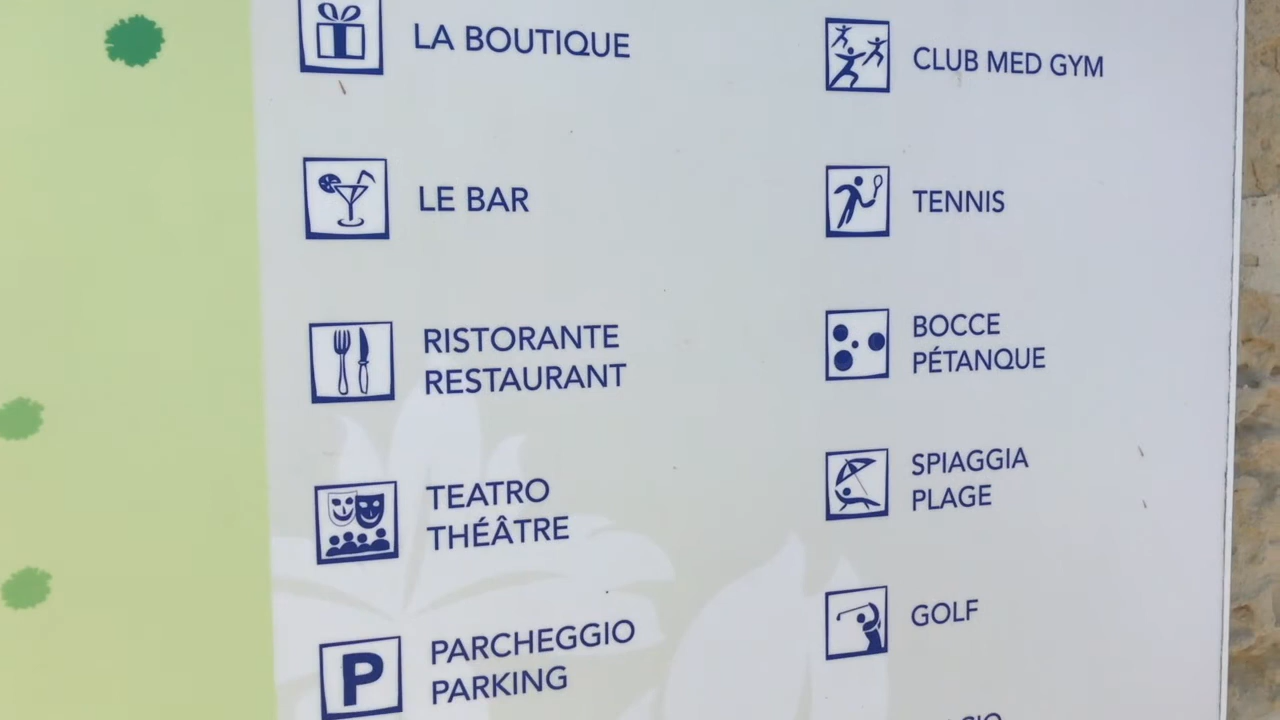 LA BOUTIQUE
LE BAR
RISTORANTE
RESTAURANT
TEATRO
THÉÂTRE
P
PARCHEGGIO
PARKING
CLUB MED GYM
TENNIS
BOCCE
PÉTANQUE
SPIAGGIA
PLAGE
GOLF